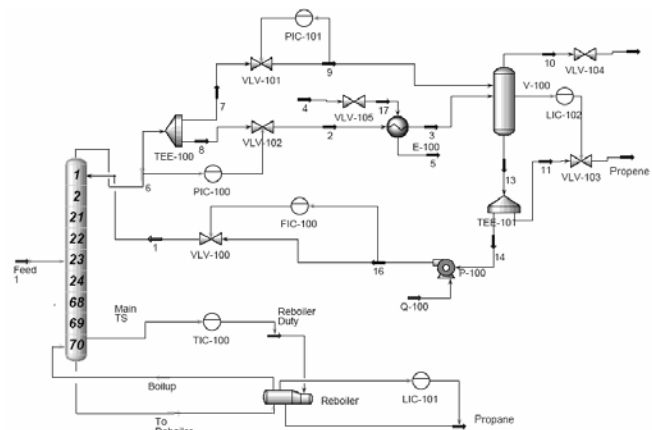 PIC-101
VLV-101
9
10
VLV-104
7
4
17
V-100
VLV-105
LIC-102
TEE-100
8
VLV-102
2
3
E-100
5
6
PIC-100
13
11
VLV-103
Propene
TEE-101
FIC-100
1
VLV-100
16
14
P-100
Q-100
1
2
21
22
23
24
68
69
70
Feed
1
Main
TS
TIC-100
Reboiler
Duty
Boilup
Reboiler
LIC-101
To
Reboiler
Propane